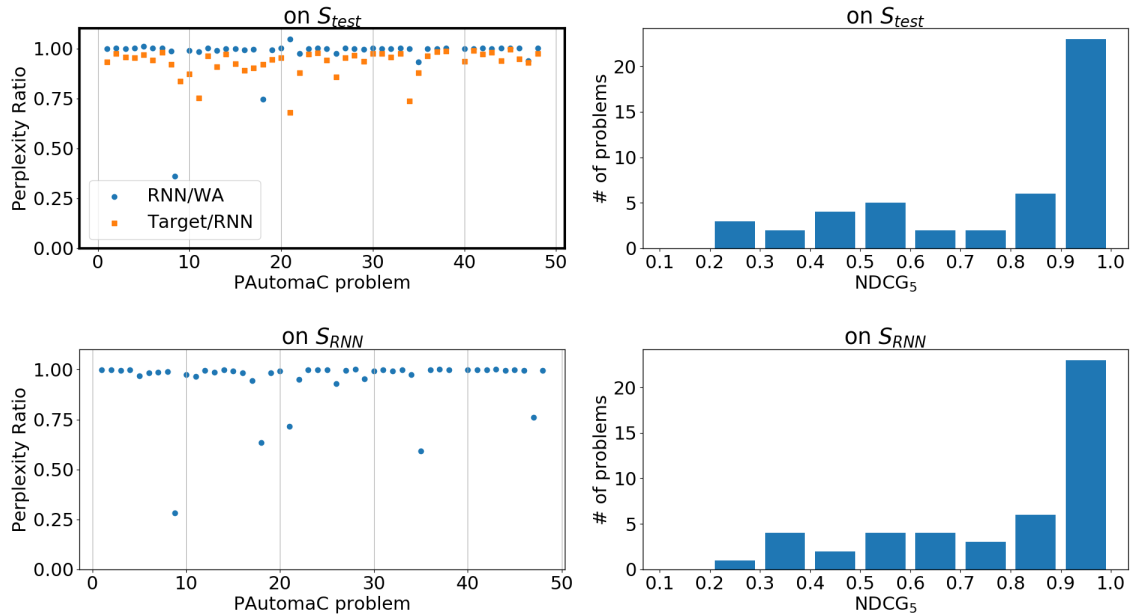 on S_test
Perplexity Ratio
1.00
0.75
0.50
0.25
0.00
RNN/WA
Target/RNN
0 10 20 30 40 50
PAutomaC problem
on S_test
# of problems
20
15
10
5
0
0.1 0.2 0.3 0.4 0.5 0.6 0.7 0.8 0.9 1.0
NDCG₅
on S_RNN
Perplexity Ratio
1.00
0.75
0.50
0.25
0.00
0 10 20 30 40 50
PAutomaC problem
on S_RNN
# of problems
20
15
10
5
0
0.1 0.2 0.3 0.4 0.5 0.6 0.7 0.8 0.9 1.0
NDCG₅